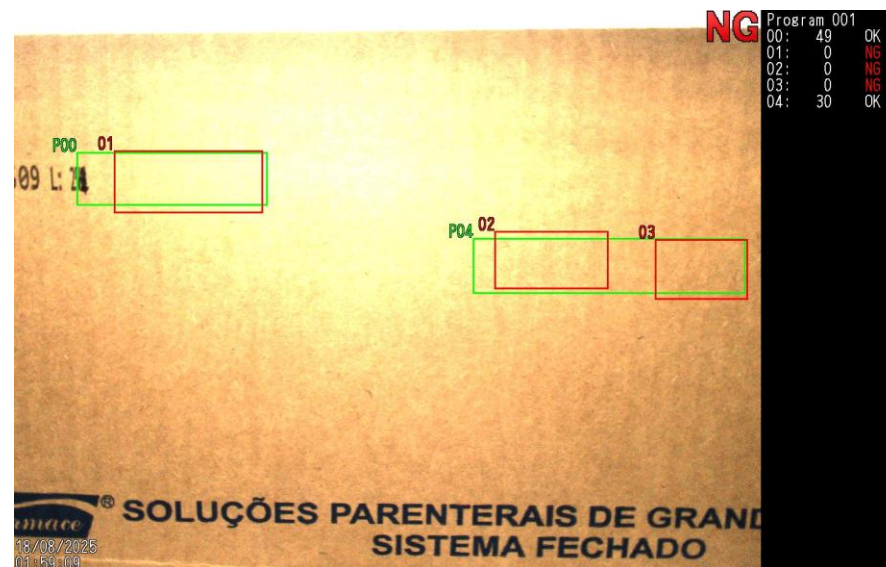 NG
Program 001
00: 49 OK
01: 0 NG
02: 0 NG
03: 0 NG
04: 30 OK
P00 01
09 L:
P04 02 03
® SOLUÇÕES PARENTERAIS DE GRAND
SISTEMA FECHADO
18/08/2025
01:59:09